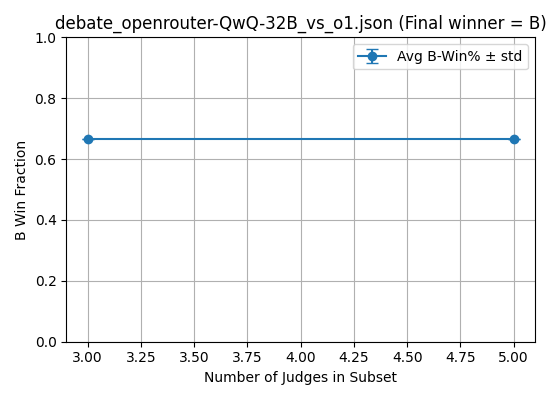 debate_openrouter-QwQ-32B_vs_o1.json (Final winner = B)
Avg B-Win% ± std
B Win Fraction
1.0
0.8
0.6
0.4
0.2
0.0
3.00 3.25 3.50 3.75 4.00 4.25 4.50 4.75 5.00
Number of Judges in Subset